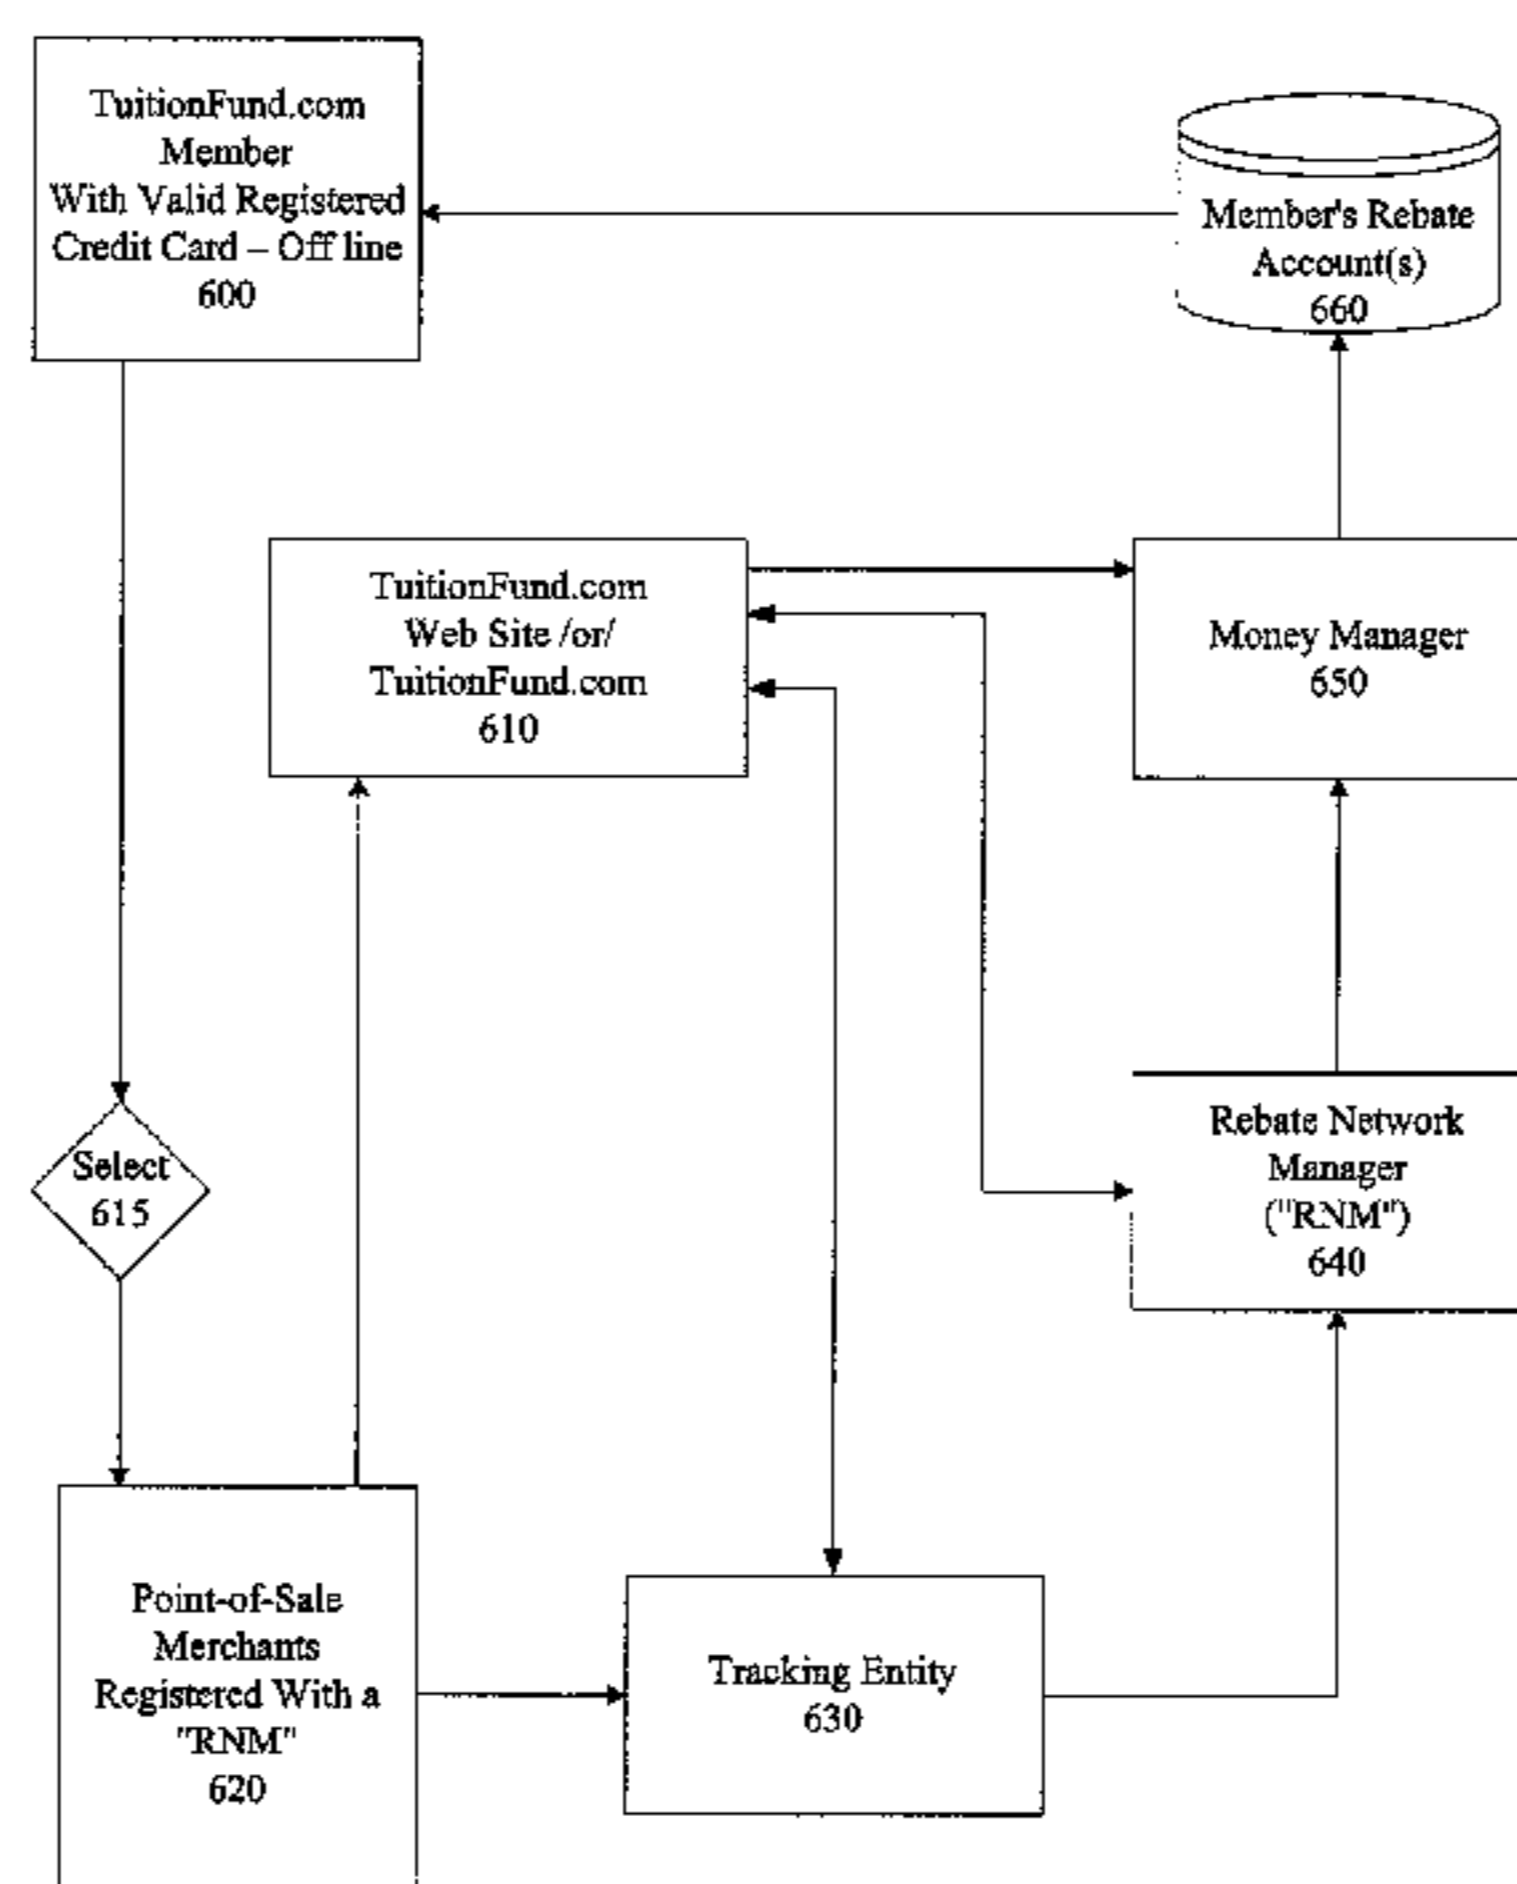 TuitionFund.com
Member
With Valid Registered
Credit Card – Off line
600
Member's Rebate
Account(s)
660
TuitionFund.com
Web Site /or/
TuitionFund.com
610
Money Manager
650
Select
615
Rebate Network
Manager
("RNM")
640
Point-of-Sale
Merchants
Registered With a
"RNM"
620
Tracking Entity
630